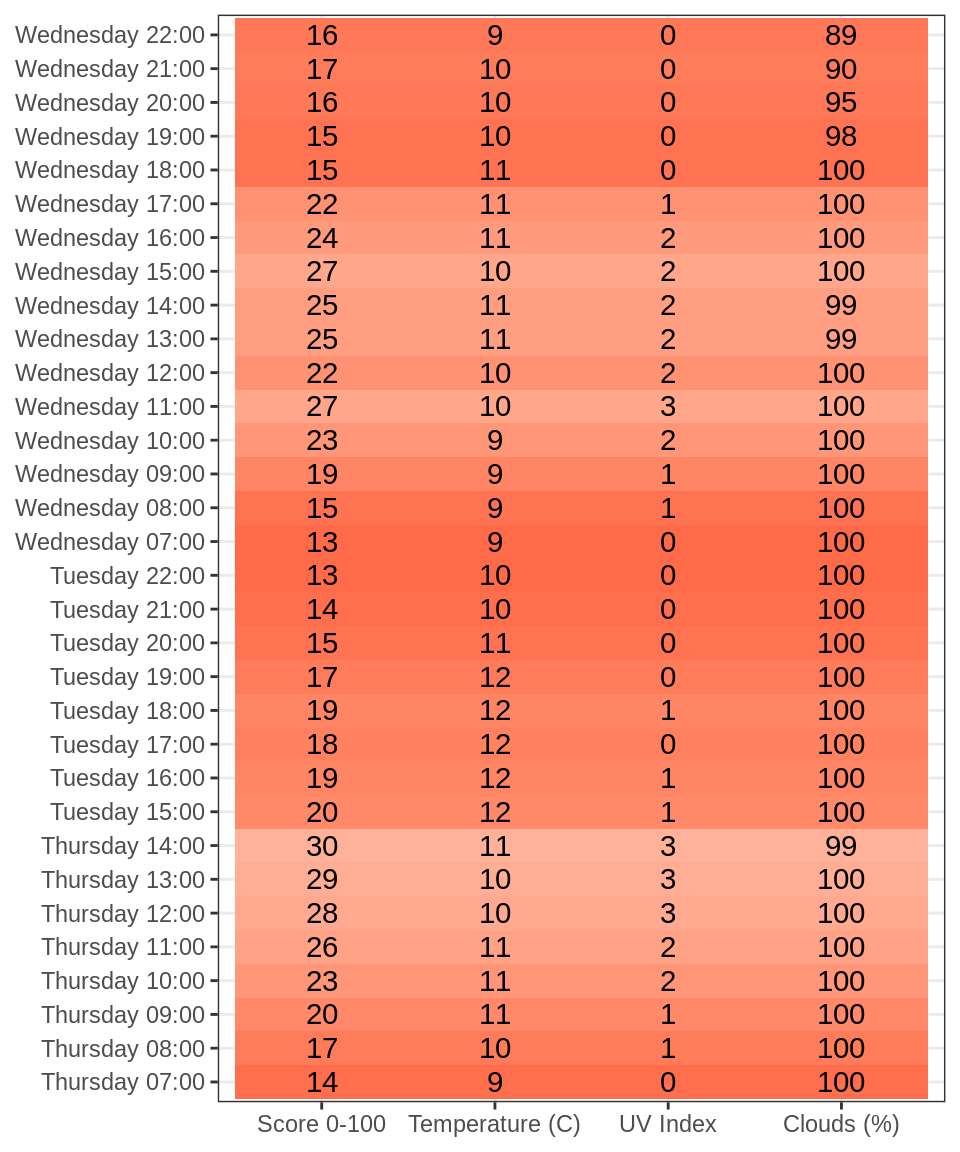 Wednesday 22:00 16 9 0 89
Wednesday 21:00 17 10 0 90
Wednesday 20:00 16 10 0 95
Wednesday 19:00 15 10 0 98
Wednesday 18:00 15 11 0 100
Wednesday 17:00 22 11 1 100
Wednesday 16:00 24 11 2 100
Wednesday 15:00 27 10 2 100
Wednesday 14:00 25 11 2 99
Wednesday 13:00 25 11 2 99
Wednesday 12:00 22 10 2 100
Wednesday 11:00 27 10 3 100
Wednesday 10:00 23 9 2 100
Wednesday 09:00 19 9 1 100
Wednesday 08:00 15 9 1 100
Wednesday 07:00 13 9 0 100
Tuesday 22:00 13 10 0 100
Tuesday 21:00 14 10 0 100
Tuesday 20:00 15 11 0 100
Tuesday 19:00 17 12 0 100
Tuesday 18:00 19 12 1 100
Tuesday 17:00 18 12 0 100
Tuesday 16:00 19 12 1 100
Tuesday 15:00 20 12 1 100
Thursday 14:00 30 11 3 99
Thursday 13:00 29 10 3 100
Thursday 12:00 28 10 3 100
Thursday 11:00 26 11 2 100
Thursday 10:00 23 11 2 100
Thursday 09:00 20 11 1 100
Thursday 08:00 17 10 1 100
Thursday 07:00 14 9 0 100
Score 0-100 Temperature (C) UV Index Clouds (%)